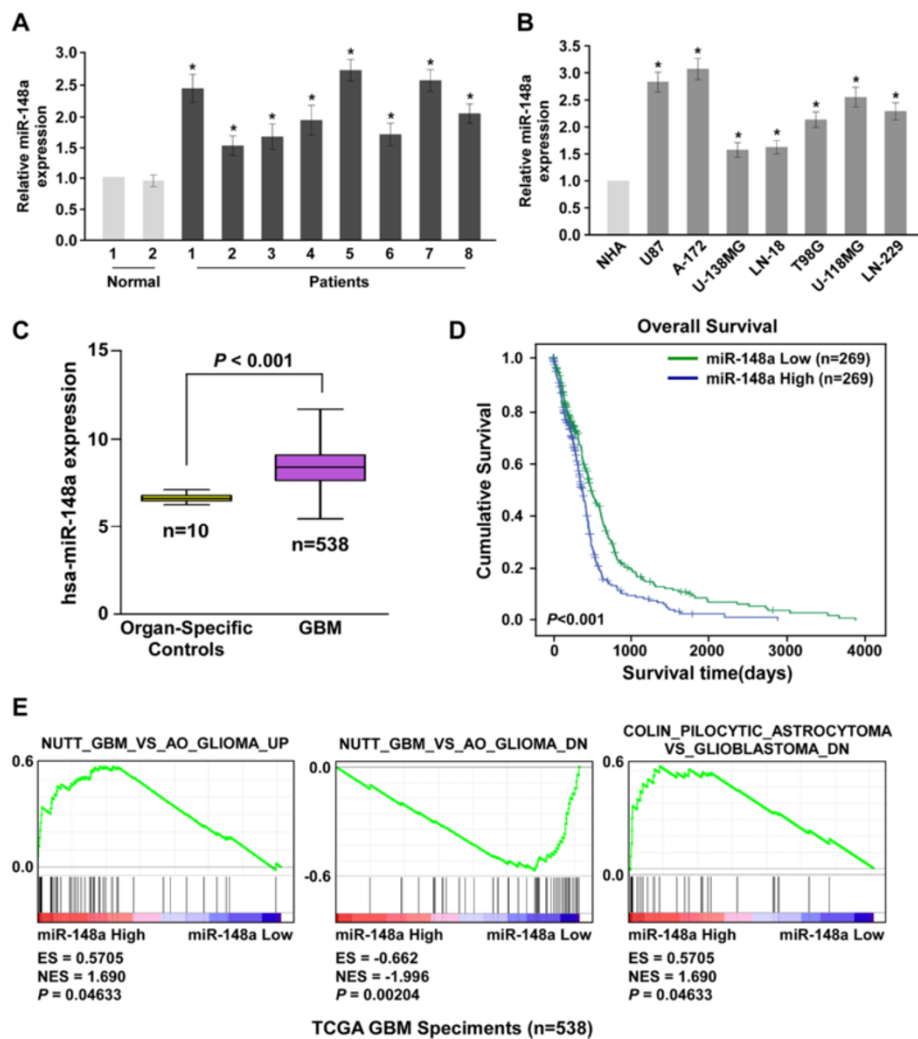 A
Relative miR-148a
expression
3.0
2.5
2.0
1.5
1.0
0.5
0.0
* * * * * * * *
1 2 1 2 3 4 5 6 7 8
Normal Patients
B
Relative miR-148a
expression
3.5
3.0
2.5
2.0
1.5
1.0
0.5
0.0
* * * * * * *
NHA U87 A-172 U-138MG LN-18 T98G U-118MG LN-229
C
hsa-miR-148a expression
15
10
5
0
P < 0.001
n=10
n=538
Organ-Specific
Controls
GBM
D
Overall Survival
miR-148a Low (n=269)
miR-148a High (n=269)
Cumulative Survival
1.0
0.8
0.6
0.4
0.2
0.0
P<0.001
0 1000 2000 3000 4000
Survival time(days)
E
NUTT_GBM_VS_AO_GLIOMA_UP
0.6
0.0
miR-148a High miR-148a Low
ES = 0.5705
NES = 1.690
P = 0.04633
NUTT_GBM_VS_AO_GLIOMA_DN
0.0
-0.6
miR-148a High miR-148a Low
ES = -0.662
NES = -1.996
P = 0.00204
COLIN_PILOCYTIC_ASTROCYTOMA
VS_GLIOBLASTOMA_DN
0.6
0.0
miR-148a High miR-148a Low
ES = 0.5705
NES = 1.690
P = 0.04633
TCGA GBM Speciments (n=538)